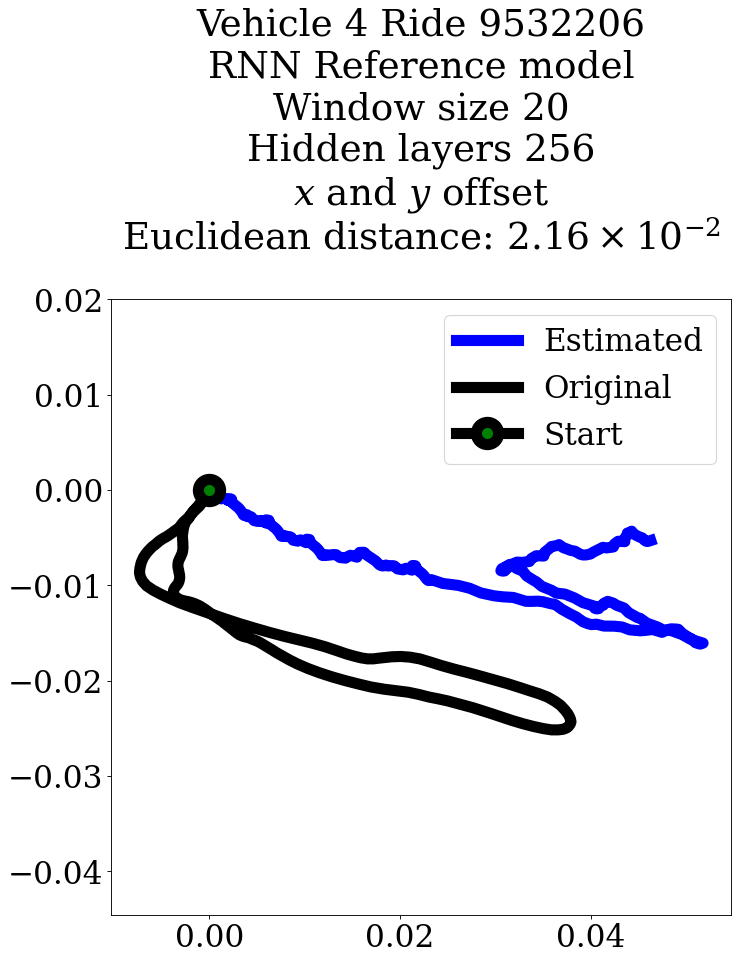 Vehicle 4 Ride 9532206
RNN Reference model
Window size 20
Hidden layers 256
x and y offset
Euclidean distance: 2.16 × 10⁻²
0.02
Estimated
0.01
Original
Start
0.00
−0.01
−0.02
−0.03
−0.04
0.00 0.02 0.04